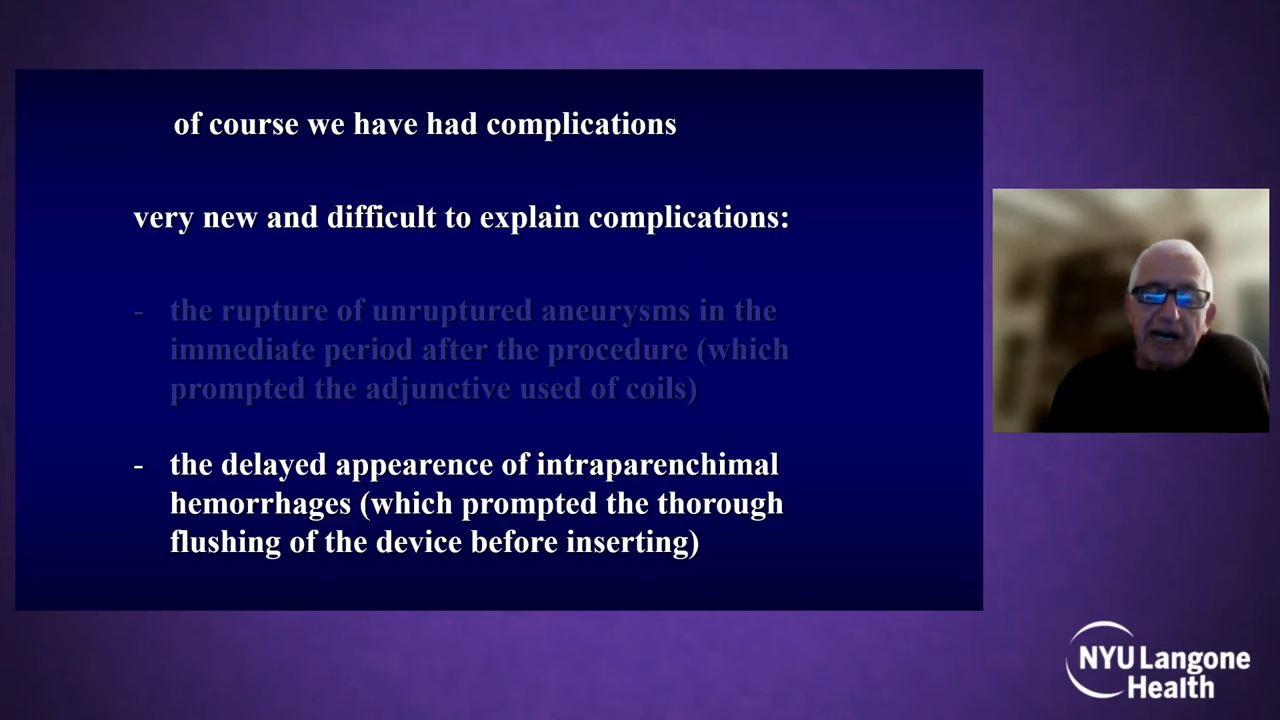 of course we have had complications
very new and difficult to explain complications:
- the rupture of unruptured aneurysms in the
immediate period after the procedure (which
prompted the adjunctive used of coils)
- the delayed appearence of intraparenchimal
hemorrhages (which prompted the thorough
flushing of the device before inserting)
NYU Langone
Health